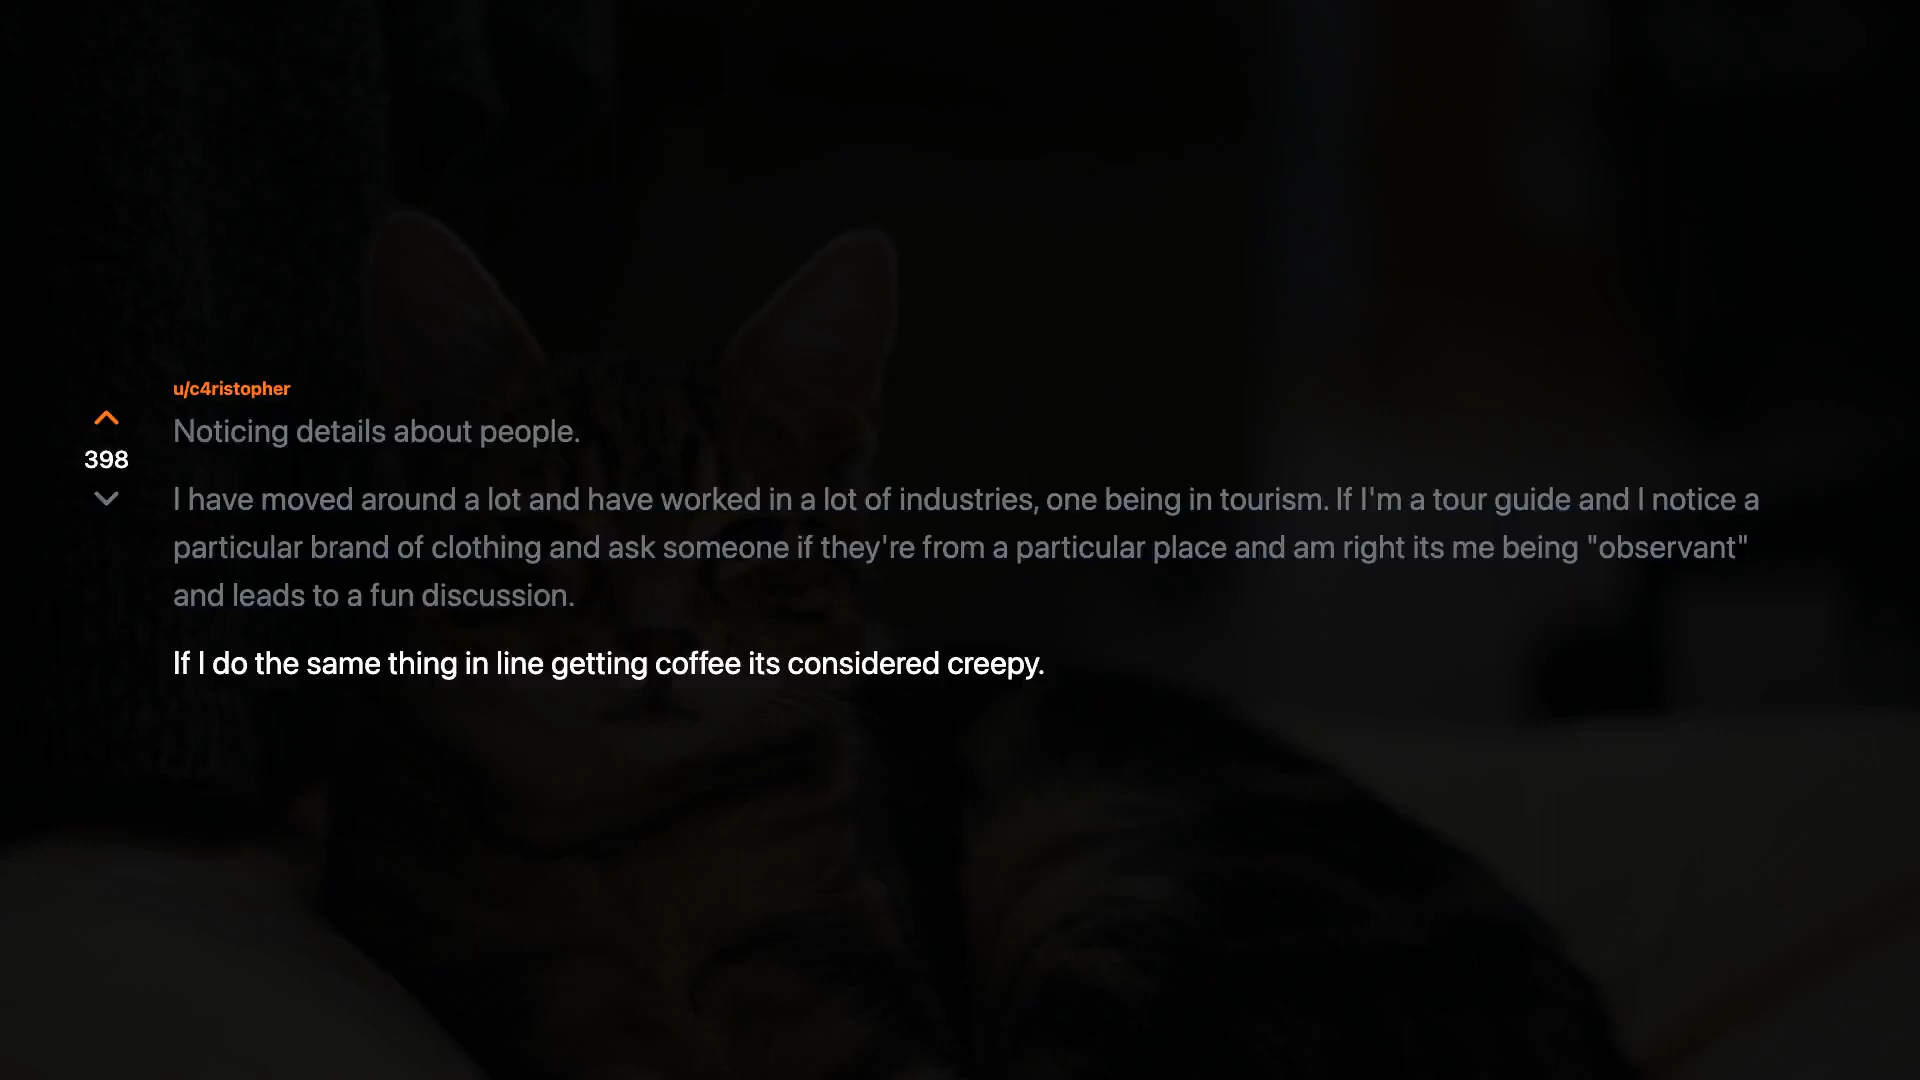 u/c4ristopher
Noticing details about people.
398
I have moved around a lot and have worked in a lot of industries, one being in tourism. If I'm a tour guide and I notice a
particular brand of clothing and ask someone if they're from a particular place and am right its me being "observant"
and leads to a fun discussion.
If I do the same thing in line getting coffee its considered creepy.